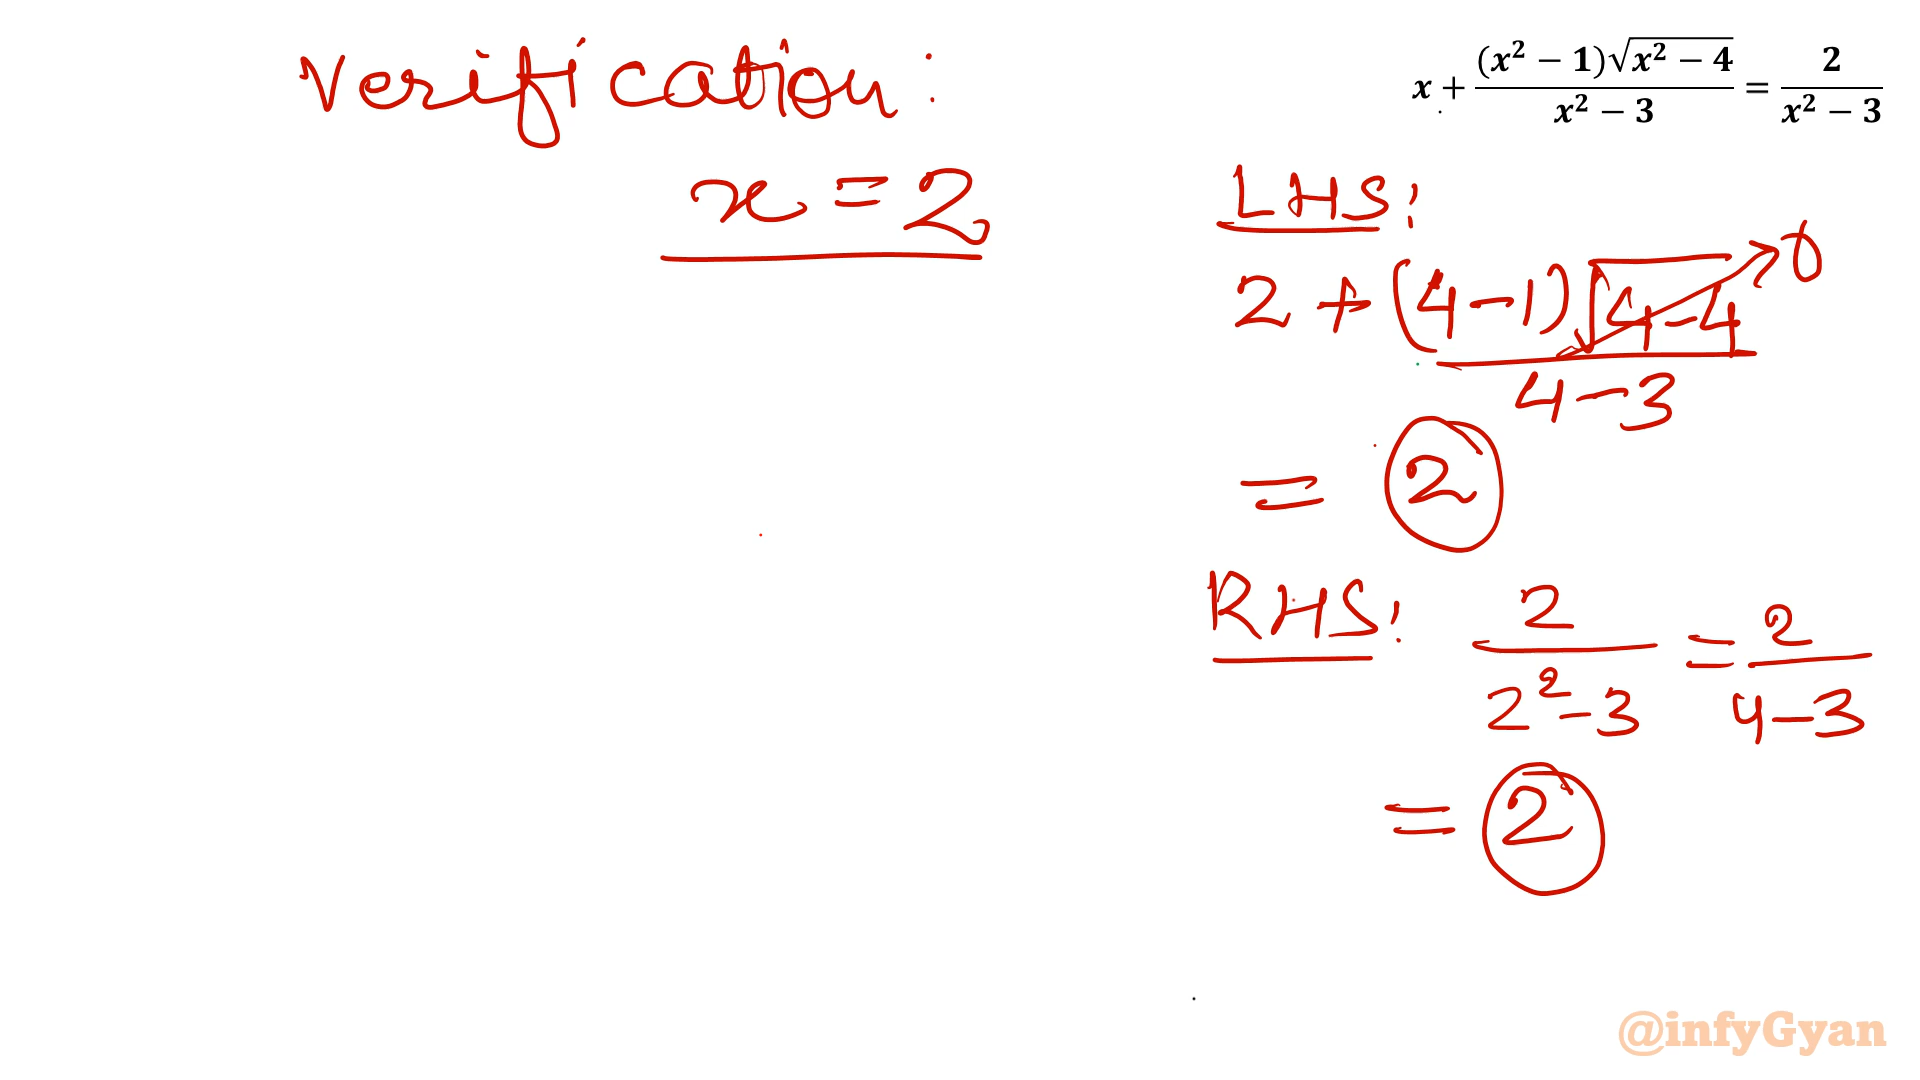 Verification :
x = 2
x + (x² − 1)√(x² − 4) / (x² − 3) = 2 / (x² − 3)
LHS:
2 + (4 − 1)√(4 − 4) / (4 − 3) → 0
= 2
RHS: 2 / (2² − 3) = 2 / (4 − 3)
= 2
@infyGyan